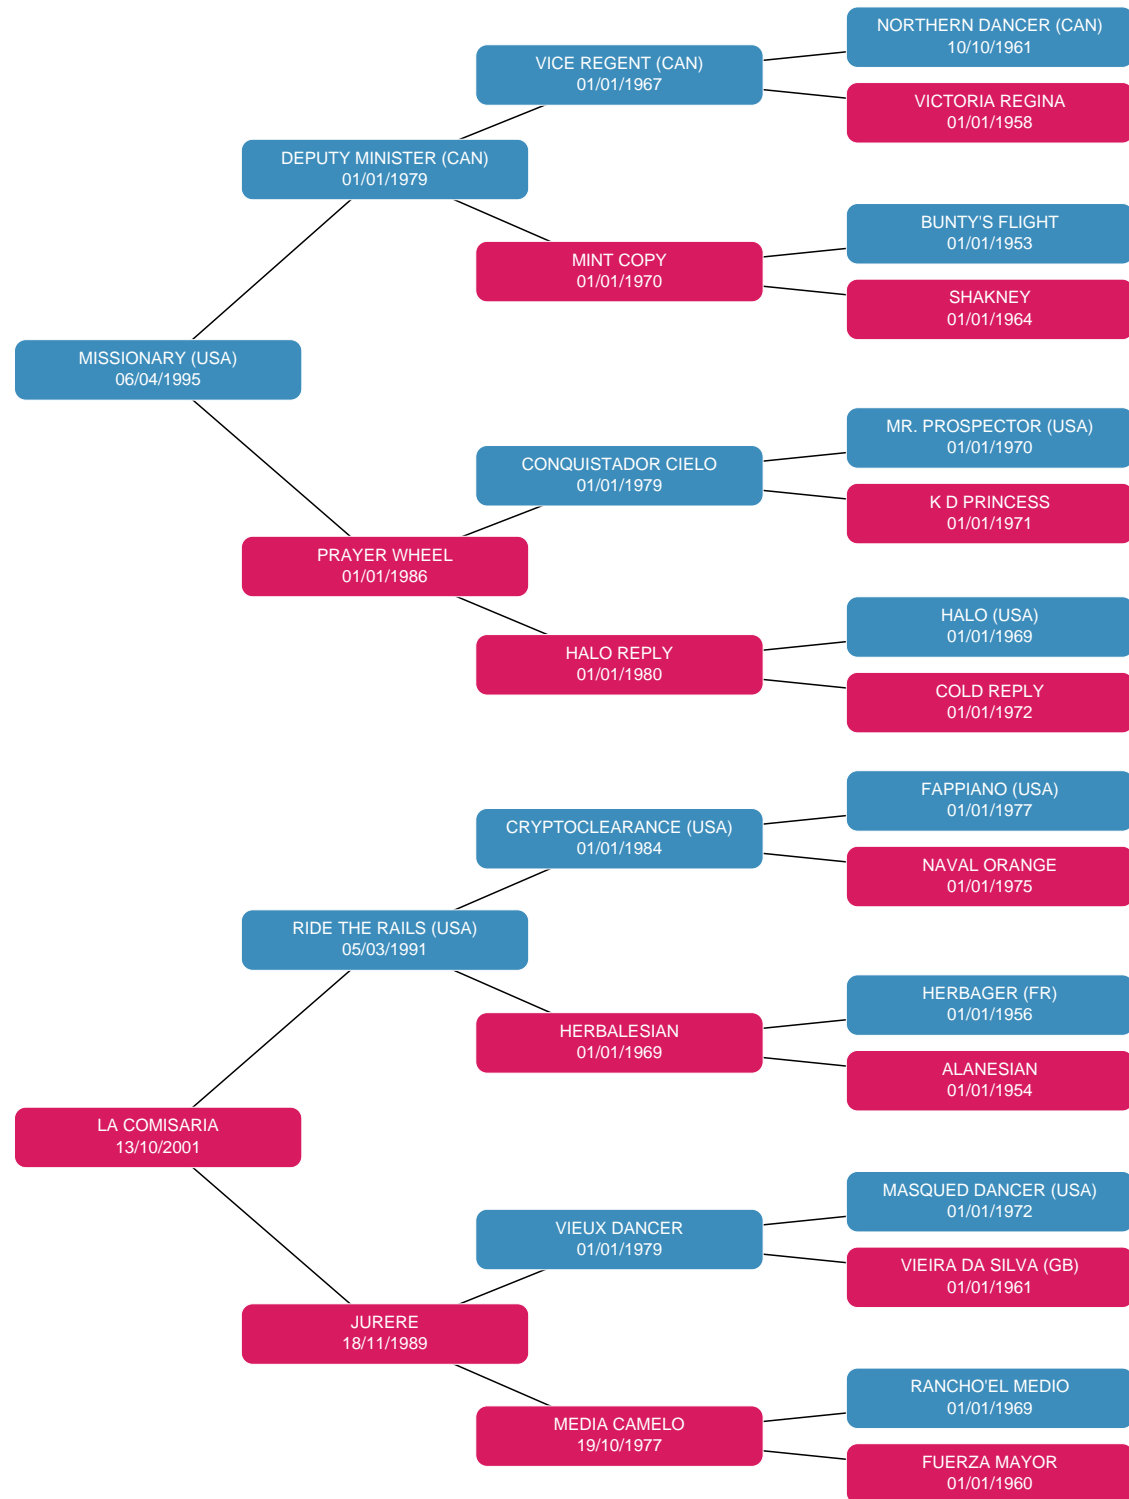 NORTHERN DANCER (CAN)
10/10/1961
VICE REGENT (CAN)
01/01/1967
VICTORIA REGINA
01/01/1958
DEPUTY MINISTER (CAN)
01/01/1979
BUNTY'S FLIGHT
01/01/1953
MINT COPY
01/01/1970
SHAKNEY
01/01/1964
MISSIONARY (USA)
06/04/1995
MR. PROSPECTOR (USA)
01/01/1970
CONQUISTADOR CIELO
01/01/1979
K D PRINCESS
01/01/1971
PRAYER WHEEL
01/01/1986
HALO (USA)
01/01/1969
HALO REPLY
01/01/1980
COLD REPLY
01/01/1972
FAPPIANO (USA)
01/01/1977
CRYPTOCLEARANCE (USA)
01/01/1984
NAVAL ORANGE
01/01/1975
RIDE THE RAILS (USA)
05/03/1991
HERBAGER (FR)
01/01/1956
HERBALESIAN
01/01/1969
ALANESIAN
01/01/1954
LA COMISARIA
13/10/2001
MASQUED DANCER (USA)
01/01/1972
VIEUX DANCER
01/01/1979
VIEIRA DA SILVA (GB)
01/01/1961
JURERE
18/11/1989
RANCHO'EL MEDIO
01/01/1969
MEDIA CAMELO
19/10/1977
FUERZA MAYOR
01/01/1960